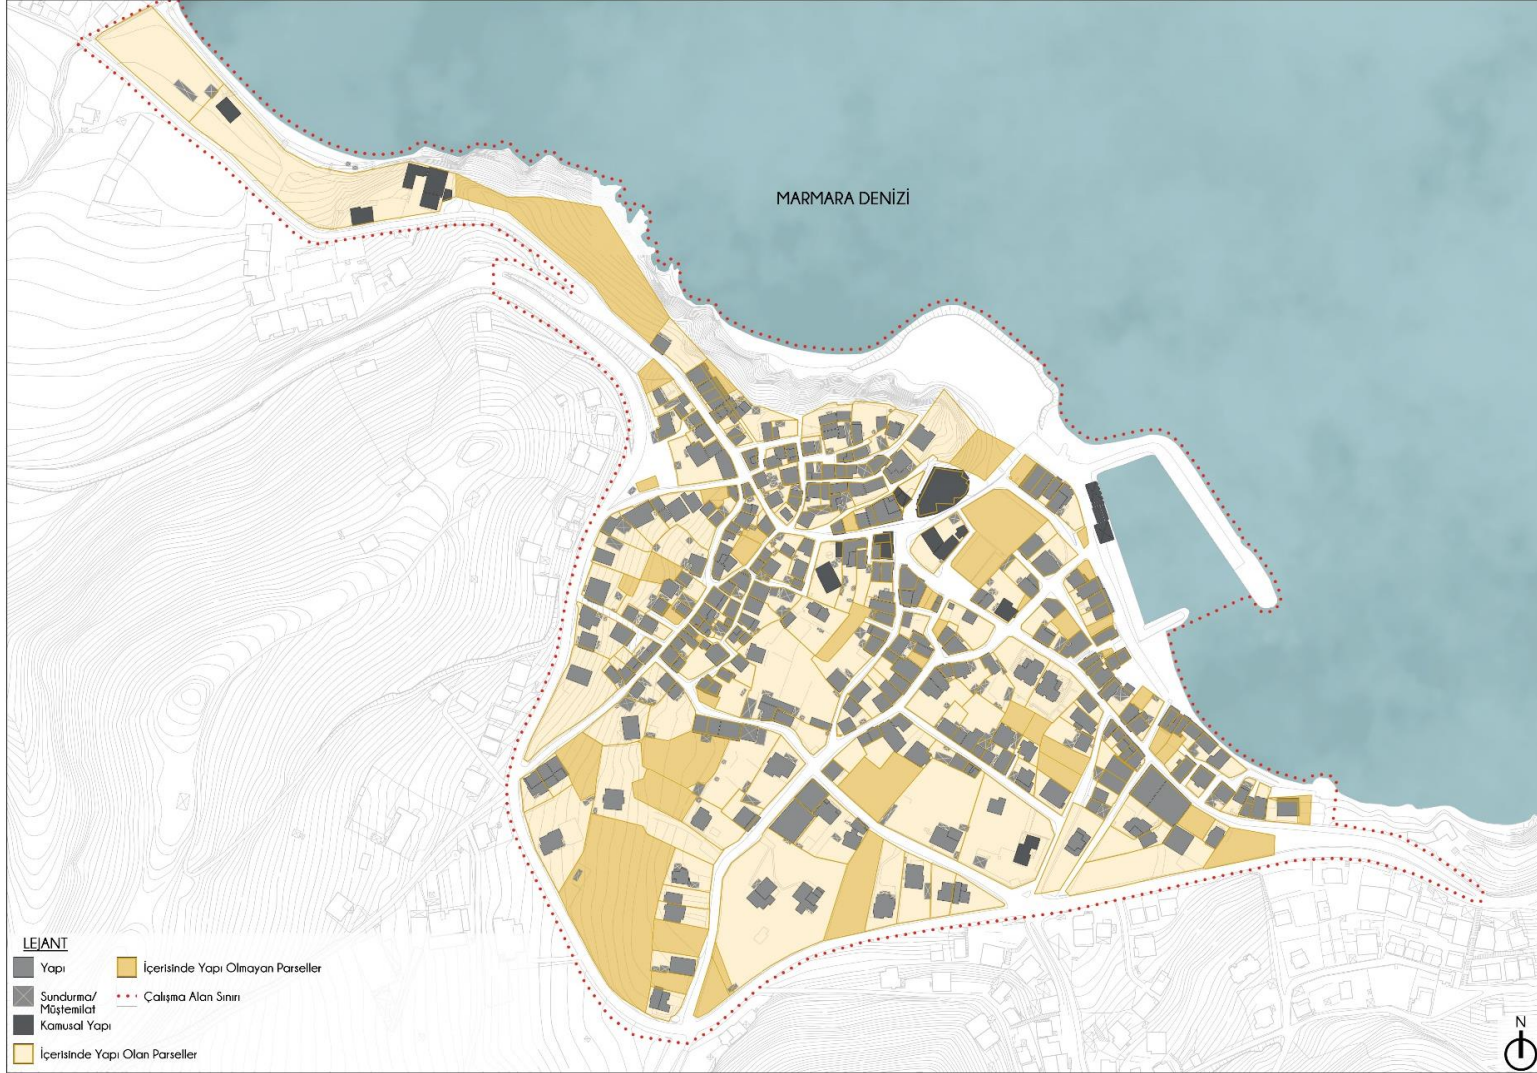 MARMARA DENİZİ
LEJANT
Yapı
İçerisinde Yapı Olmayan Parseller
Sundurma/
Müştemilat
Çalışma Alan Sınırı
Kamusal Yapı
İçerisinde Yapı Olan Parseller
N